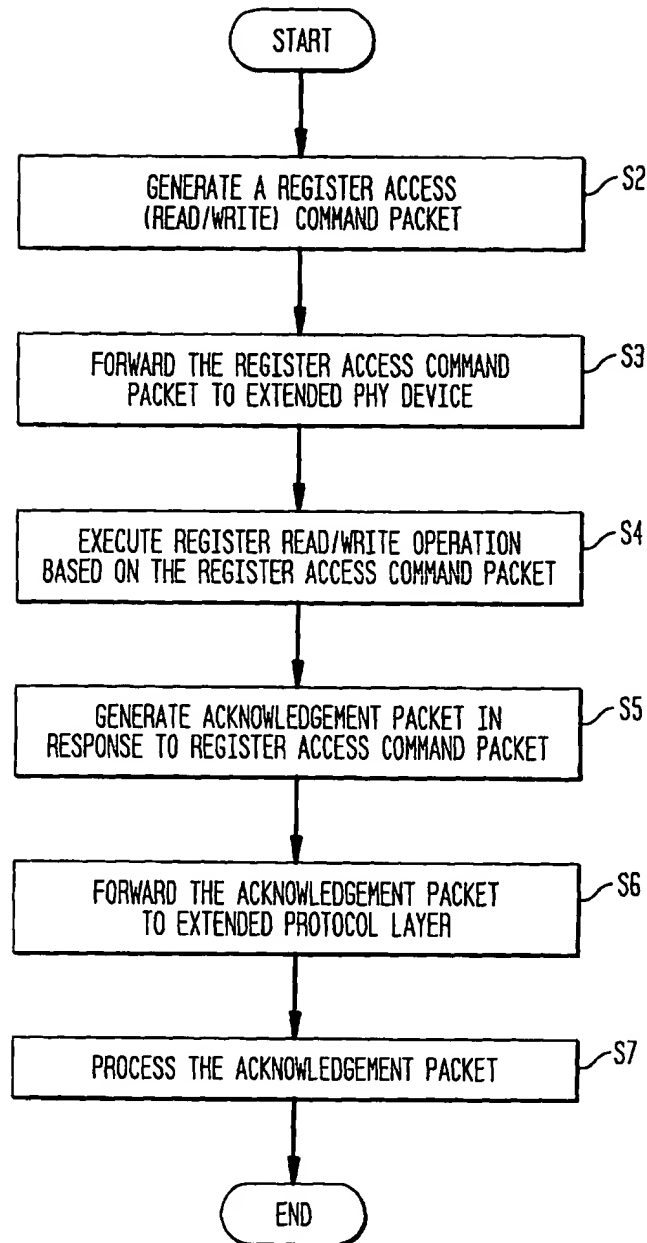 START
GENERATE A REGISTER ACCESS
(READ/WRITE) COMMAND PACKET
S2
FORWARD THE REGISTER ACCESS COMMAND
PACKET TO EXTENDED PHY DEVICE
S3
EXECUTE REGISTER READ/WRITE OPERATION
BASED ON THE REGISTER ACCESS COMMAND PACKET
S4
GENERATE ACKNOWLEDGEMENT PACKET IN
RESPONSE TO REGISTER ACCESS COMMAND PACKET
S5
FORWARD THE ACKNOWLEDGEMENT PACKET
TO EXTENDED PROTOCOL LAYER
S6
PROCESS THE ACKNOWLEDGEMENT PACKET
S7
END